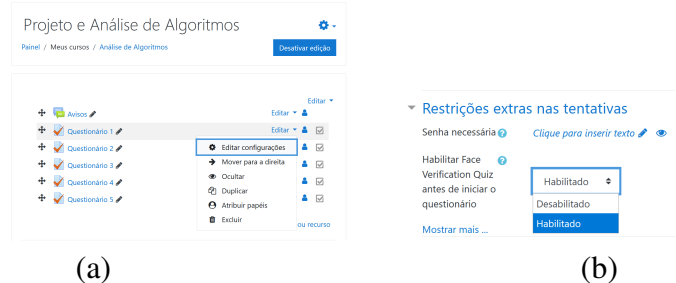 Projeto e Análise de Algoritmos
Painel / Meus cursos / Análise de Algoritmos
Desativar edição
Editar
Avisos Editar
Questionário 1 Editar
Questionário 2 Editar configurações
Questionário 3 Mover para a direita
Questionário 4 Ocultar
Duplicar
Questionário 5 Atribuir papéis
Excluir
ou recurso
(a)
Restrições extras nas tentativas
Senha necessária Clique para inserir texto
Habilitar Face
Verification Quiz
antes de iniciar o
questionário
Habilitado
Desabilitado
Habilitado
Mostrar mais ...
(b)